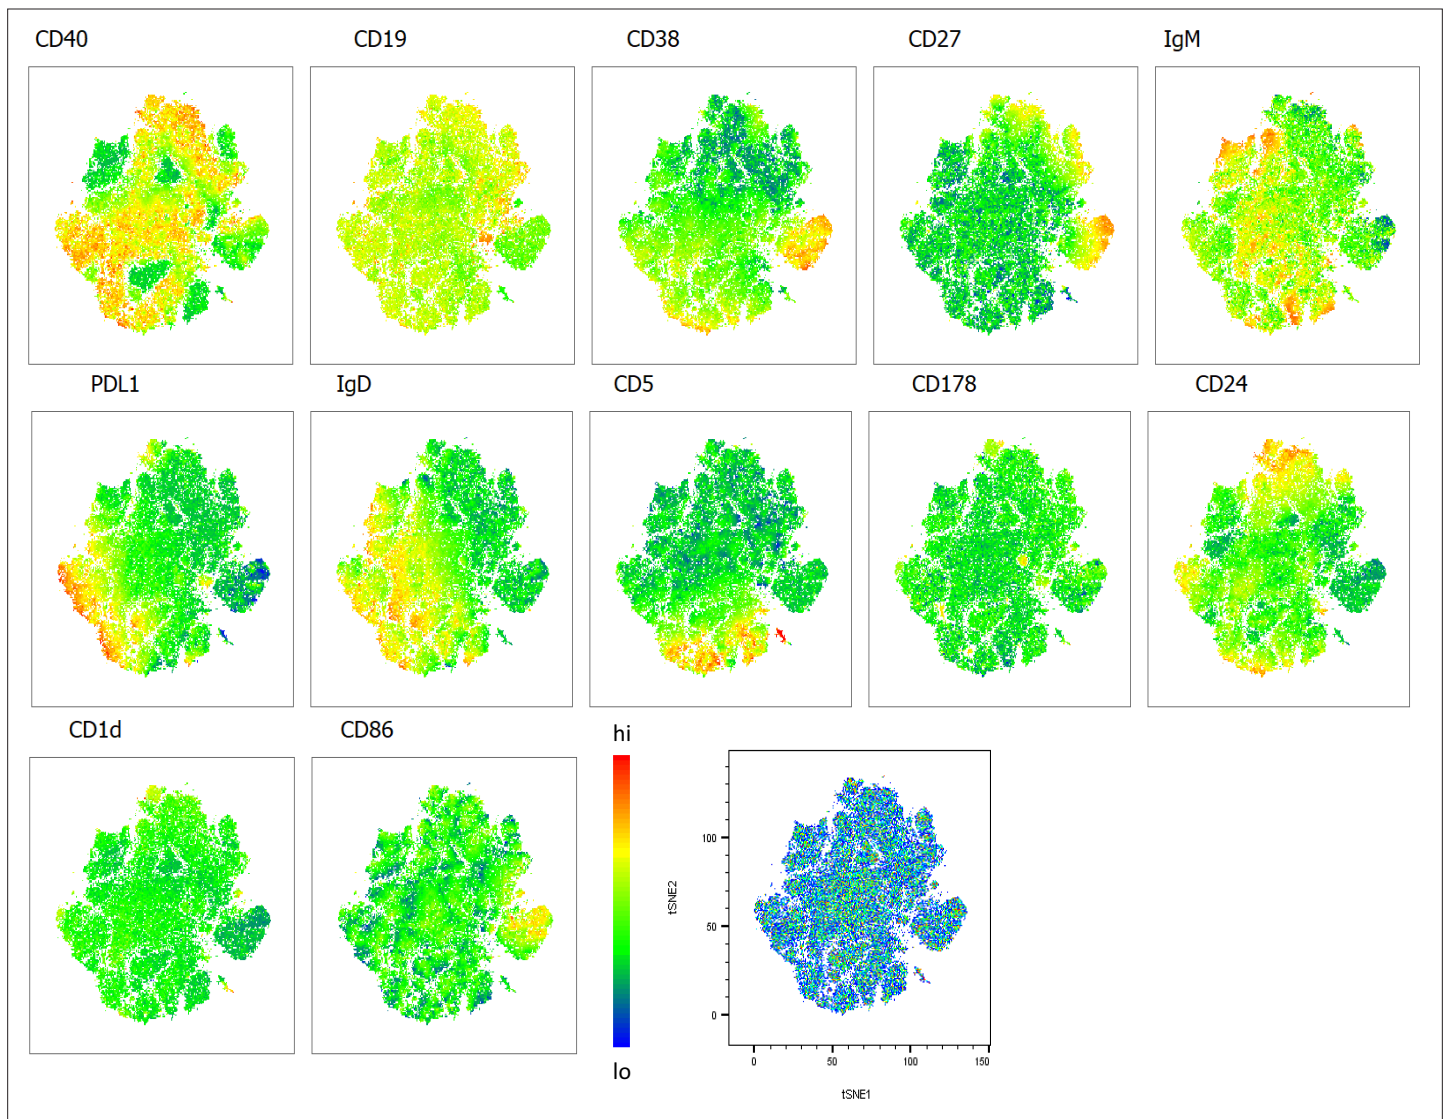 CD40 CD19 CD38 CD27 IgM
PDL1 IgD CD5 CD178 CD24
CD1d CD86
hi
lo
tSNE2
100
50
0
0 50 100 150
tSNE1